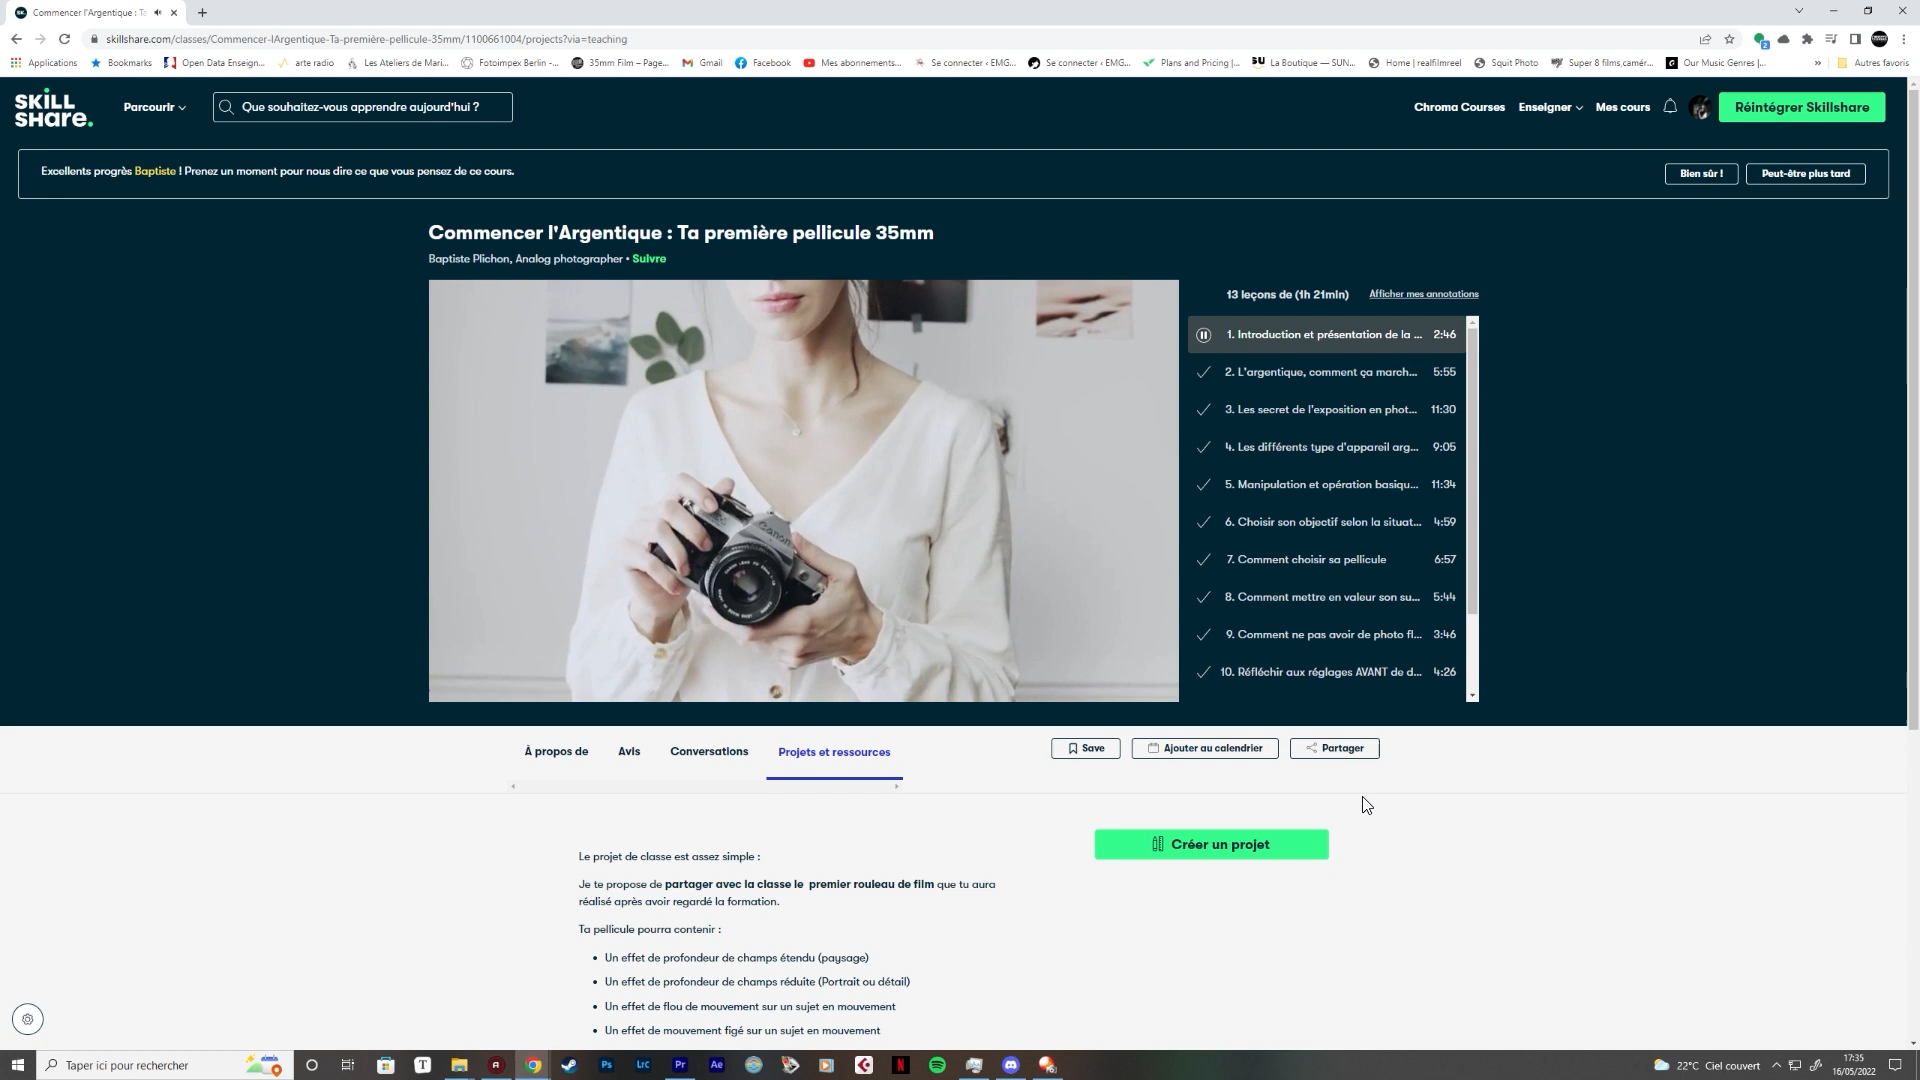 Commencer l'Argentique : Ta
skillshare.com/classes/Commencer-lArgentique-Ta-première-pellicule-35mm/1100661004/projects?via=teaching
Applications Bookmarks Open Data Enseign... arte radio Les Ateliers de Mari... Fotoimpex Berlin -... 35mm Film – Page... Gmail Facebook Mes abonnements... Se connecter ‹ EMG... Se connecter ‹ EMG... Plans and Pricing |... La Boutique — SUN... Home | realfilmreel Squit Photo Super 8 films,camér... Our Music Genres |... » Autres favoris
SKILL
SHare.
Parcourir
Que souhaitez-vous apprendre aujourd'hui ?
Chroma Courses Enseigner Mes cours Réintégrer Skillshare
Excellents progrès Baptiste ! Prenez un moment pour nous dire ce que vous pensez de ce cours.
Bien sûr ! Peut-être plus tard
Commencer l'Argentique : Ta première pellicule 35mm
Baptiste Plichon, Analog photographer • Suivre
Canon
13 leçons de (1h 21min) Afficher mes annotations
1. Introduction et présentation de la ... 2:46
2. L'argentique, comment ça march... 5:55
3. Les secret de l'exposition en phot... 11:30
4. Les différents type d'appareil arg... 9:05
5. Manipulation et opération basiqu... 11:34
6. Choisir son objectif selon la situat... 4:59
7. Comment choisir sa pellicule 6:57
8. Comment mettre en valeur son su... 5:44
9. Comment ne pas avoir de photo fl... 3:46
10. Réfléchir aux réglages AVANT de d... 4:26
À propos de Avis Conversations Projets et ressources
Save Ajouter au calendrier Partager
Créer un projet
Le projet de classe est assez simple :
Je te propose de partager avec la classe le premier rouleau de film que tu aura
réalisé après avoir regardé la formation.
Ta pellicule pourra contenir :
• Un effet de profondeur de champs étendu (paysage)
• Un effet de profondeur de champs réduite (Portrait ou détail)
• Un effet de flou de mouvement sur un sujet en mouvement
• Un effet de mouvement figé sur un sujet en mouvement
Taper ici pour rechercher
T Ps LrC Pr Ae N
22°C Ciel couvert
17:35
16/05/2022